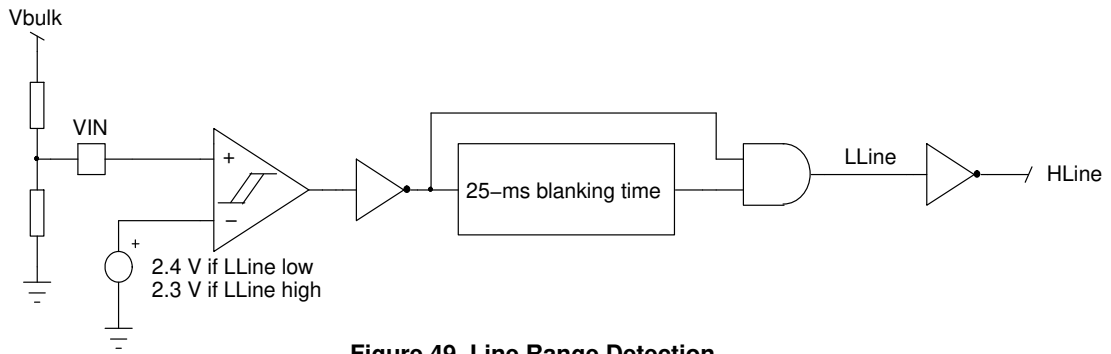 Vbulk
VIN
+
−
+
2.4 V if LLine low
2.3 V if LLine high
25−ms blanking time
LLine
HLine
Figure 49. Line Range Detection